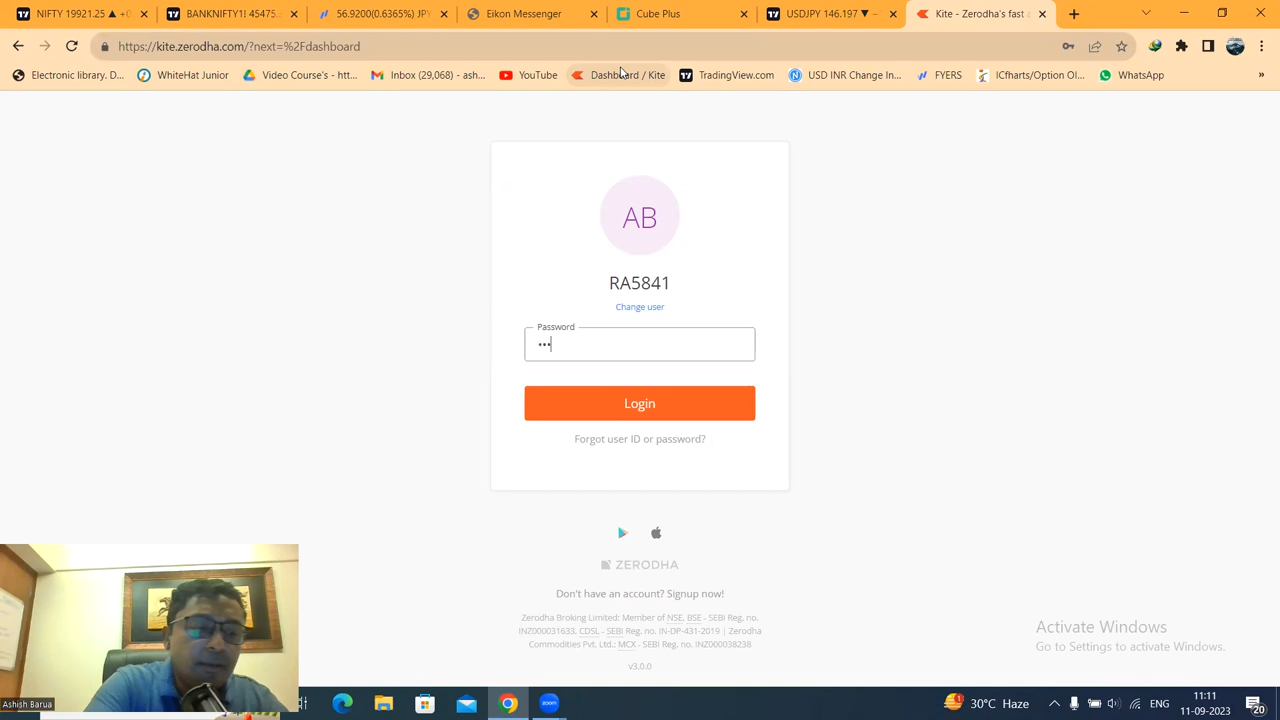 NIFTY 19921.25 ▲ +0
BANKNIFTY1! 45475.
56.9200(0.6365%) JPY
Eikon Messenger
Cube Plus
USDJPY 146.197 ▼ −
Kite - Zerodha's fast a
https://kite.zerodha.com/?next=%2Fdashboard
Electronic library. D...
WhiteHat Junior
Video Course's - htt...
Inbox (29,068) - ash...
YouTube
Dashboard / Kite
TradingView.com
USD INR Change In...
FYERS
ICfharts/Option OI...
WhatsApp
»
AB
RA5841
Change user
Password
•••
Login
Forgot user ID or password?
ZERODHA
Don't have an account? Signup now!
Zerodha Broking Limited: Member of NSE, BSE - SEBI Reg. no.
INZ000031633, CDSL - SEBI Reg. no. IN-DP-431-2019 | Zerodha
Commodities Pvt. Ltd.: MCX - SEBI Reg. no. INZ000038238
v3.0.0
Activate Windows
Go to Settings to activate Windows.
Ashish Barua
zoom
1
30°C Haze
ENG
11:11
11-09-2023
20